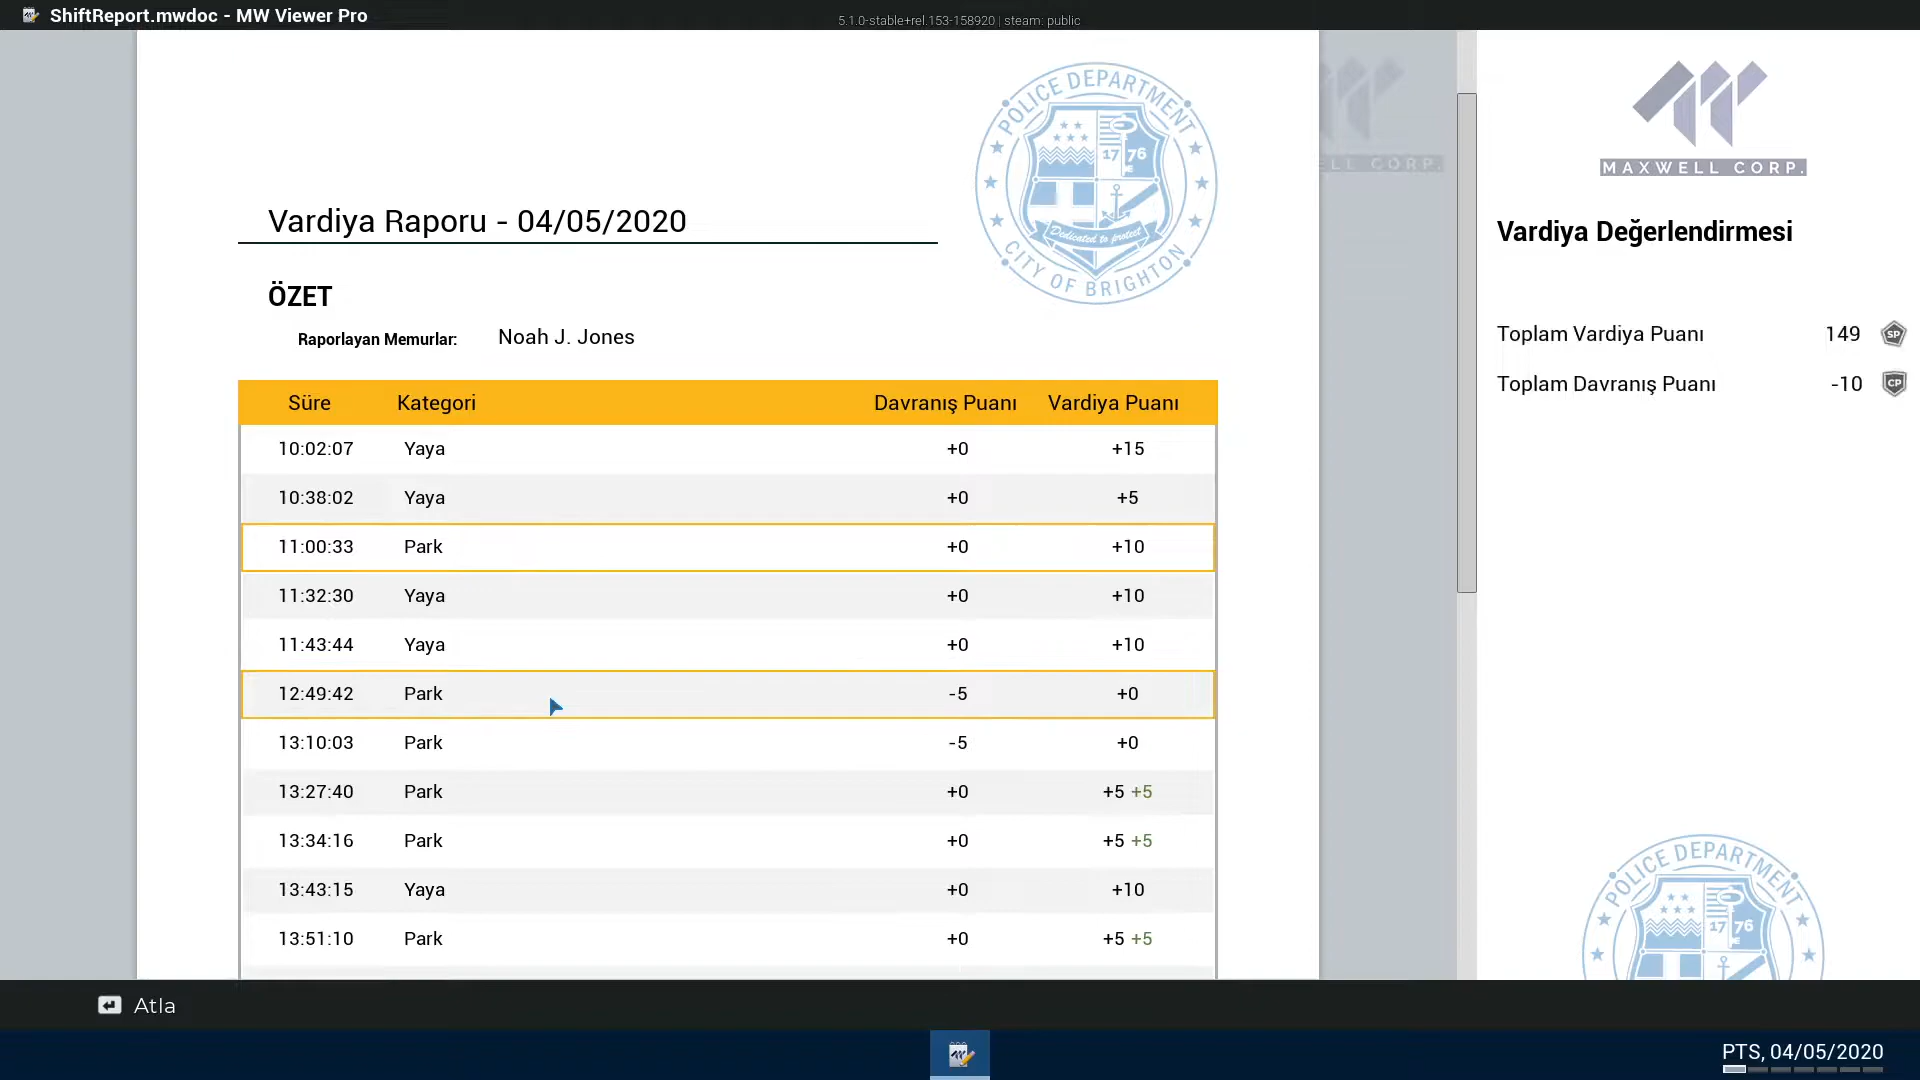 ShiftReport.mwdoc - MW Viewer Pro
5.1.0-stable+rel.153-158920 | steam: public
POLICE DEPARTMENT
17 76
Dedicated to protect
CITY OF BRIGHTON
Vardiya Raporu - 04/05/2020
ÖZET
Raporlayan Memurlar: Noah J. Jones
Süre Kategori Davranış Puanı Vardiya Puanı
10:02:07 Yaya +0 +15
10:38:02 Yaya +0 +5
11:00:33 Park +0 +10
11:32:30 Yaya +0 +10
11:43:44 Yaya +0 +10
12:49:42 Park -5 +0
13:10:03 Park -5 +0
13:27:40 Park +0 +5 +5
13:34:16 Park +0 +5 +5
13:43:15 Yaya +0 +10
13:51:10 Park +0 +5 +5
LL CORP.
MAXWELL CORP.
Vardiya Değerlendirmesi
Toplam Vardiya Puanı 149 SP
Toplam Davranış Puanı -10 CP
POLICE DEPARTMENT
17 76
Atla
PTS, 04/05/2020